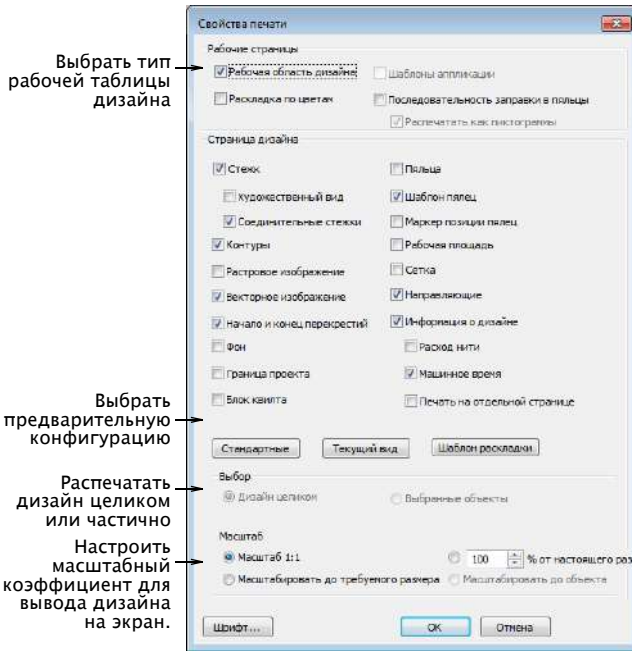 Свойства печати
Рабочие страницы
Выбрать тип
рабочей таблицы
дизайна
Рабочая область дизайна
Шаблоны аппликации
Раскладка по цветам
Последовательность заправки в пяльцы
Распечатать как пиктограммы
Страница дизайна
Стежк
Пяльца
Художественный вид
Шаблон пялец
Соединительные стежки
Маркер позиции пялец
Контуры
Рабочая площадь
Растровое изображение
Сетка
Векторное изображение
Направляющие
Начало и конец перекрестий
Информация о дизайне
Фон
Расход нити
Граница проекта
Машинное время
Блок квилта
Печать на отдельной странице
Выбрать
предварительную
конфигурацию
Стандартные
Текущий вид
Шаблон раскладки
Распечатать
дизайн целиком
или частично
Выбор
Дизайн целиком
Выбранные объекты
Настроить
масштабный
коэффициент для
вывода дизайна
на экран.
Масштаб
Масштаб 1:1
100 % от настоящего раз
Масштабировать до требуемого размера
Масштабировать до объекта
Шрифт...
OK
Отмена